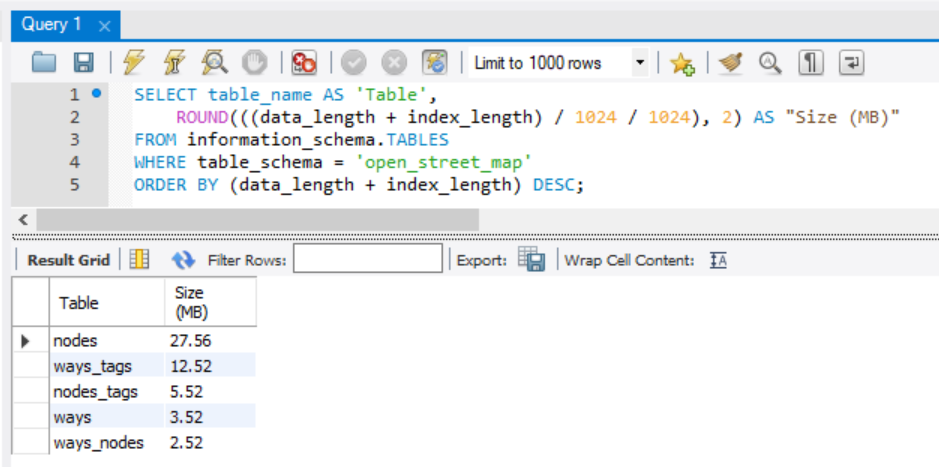 Query 1
Limit to 1000 rows
1 SELECT table_name AS 'Table',
2 ROUND(((data_length + index_length) / 1024 / 1024), 2) AS "Size (MB)"
3 FROM information_schema.TABLES
4 WHERE table_schema = 'open_street_map'
5 ORDER BY (data_length + index_length) DESC;
Result Grid Filter Rows: Export: Wrap Cell Content: IA
Table Size (MB)
nodes 27.56
ways_tags 12.52
nodes_tags 5.52
ways 3.52
ways_nodes 2.52